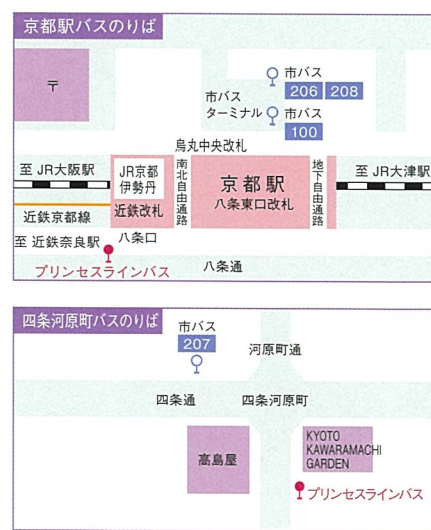 京都駅バスのりば
〒
市バス
206 208
市バス
ターミナル
市バス
100
烏丸中央改札
至 JR大阪駅
JR京都
伊勢丹
南北自由通路
京都駅
八条東口改札
地下自由通路
至 JR大津駅
近鉄京都線
近鉄改札
至 近鉄奈良駅
八条口
プリンセスラインバス
八条通
四条河原町バスのりば
市バス
207
河原町通
四条通
四条河原町
高島屋
KYOTO
KAWARAMACHI
GARDEN
プリンセスラインバス